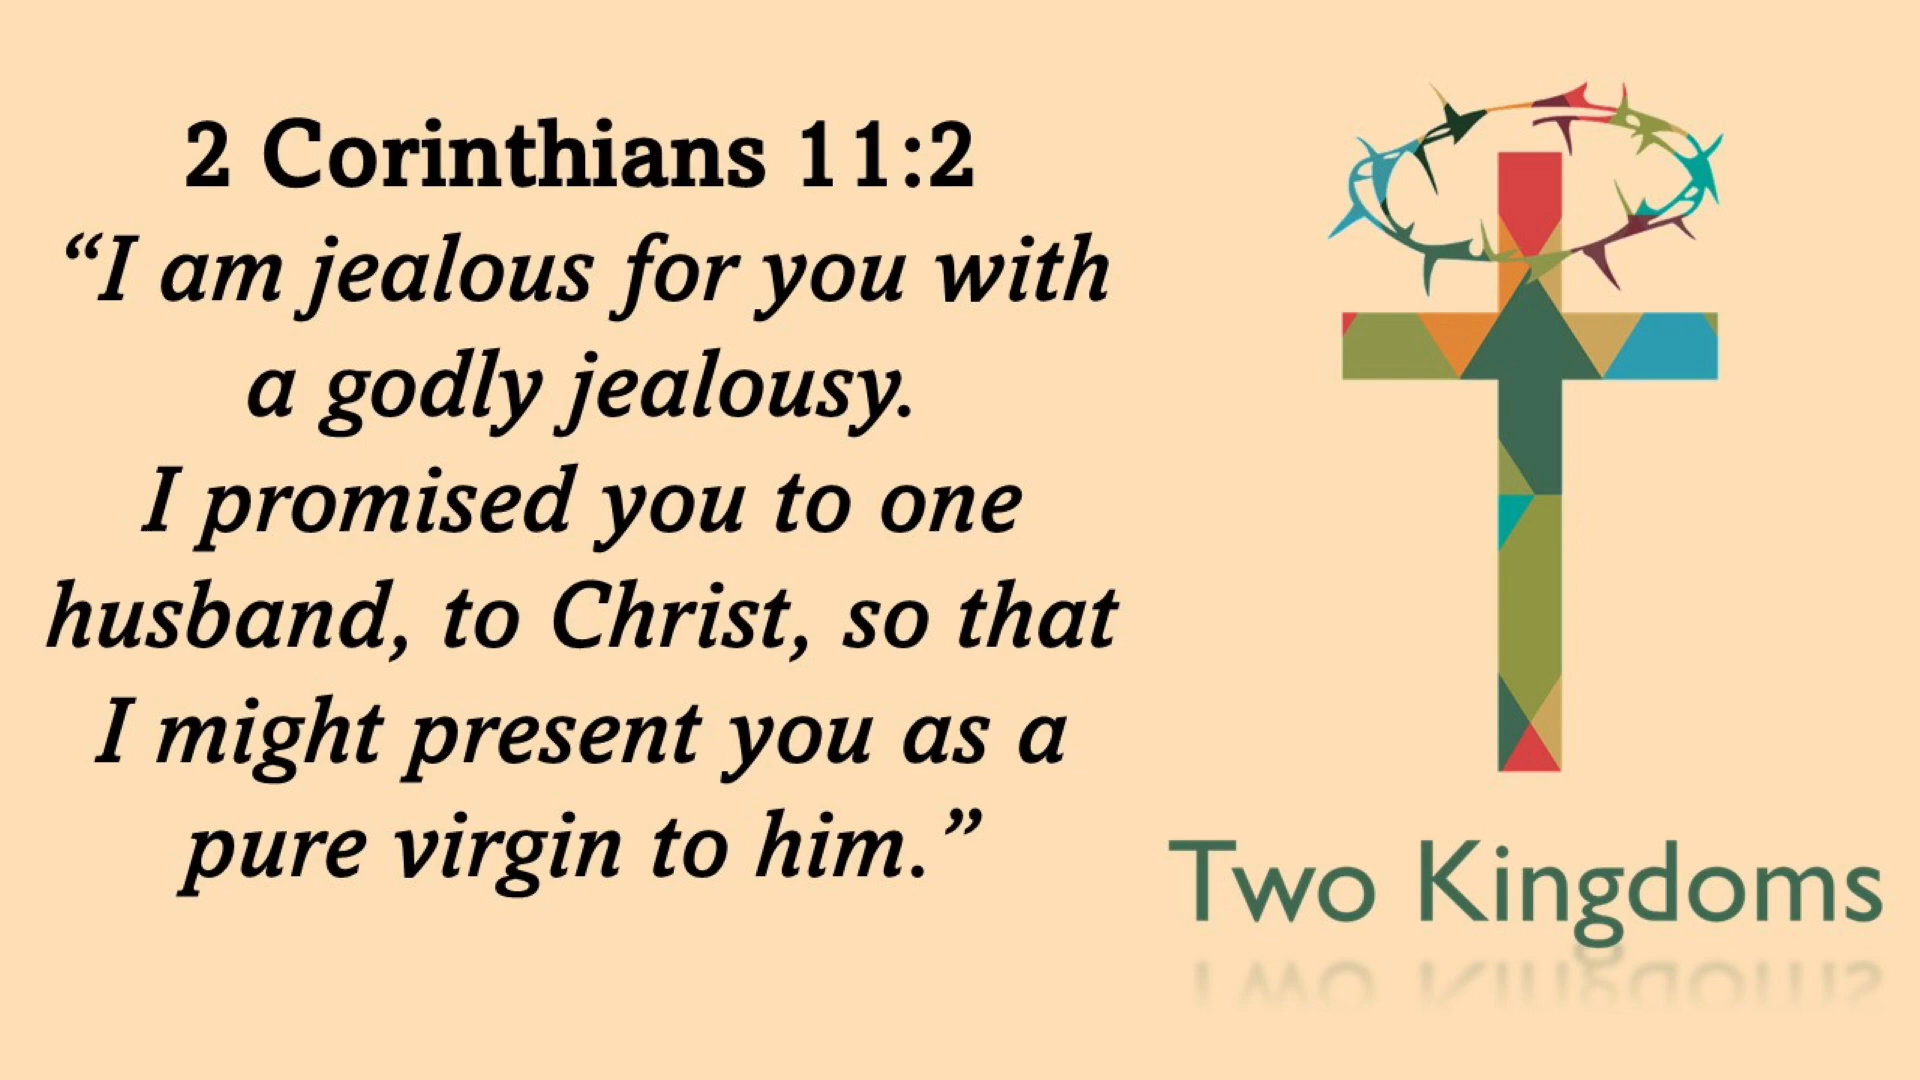 2 Corinthians 11:2
“I am jealous for you with
a godly jealousy.
I promised you to one
husband, to Christ, so that
I might present you as a
pure virgin to him.”
Two Kingdoms